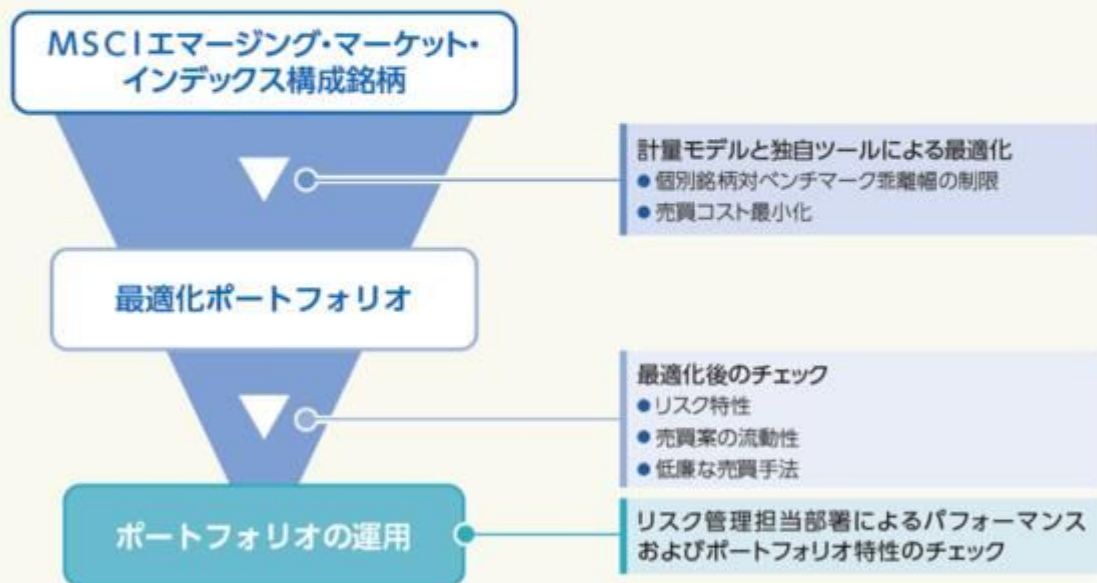 MSCIエマージング・マーケット・
インデックス構成銘柄
計量モデルと独自ツールによる最適化
●個別銘柄対ベンチマーク乖離幅の制限
●売買コスト最小化
最適化ポートフォリオ
最適化後のチェック
●リスク特性
●売買案の流動性
●低廉な売買手法
ポートフォリオの運用
リスク管理担当部署によるパフォーマンス
およびポートフォリオ特性のチェック